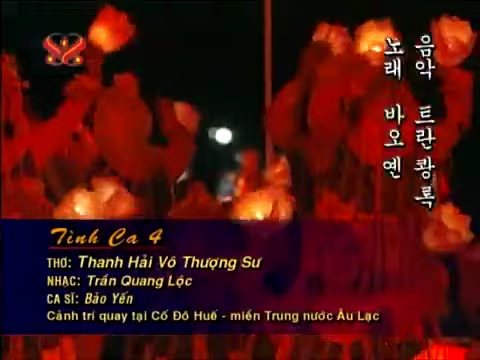 음악 트란 쾅 록
노래 바오 옌
Tình Ca 4
THƠ: Thanh Hải Vô Thượng Sư
NHẠC: Trần Quang Lộc
CA SĨ: Bảo Yến
Cảnh trí quay tại Cố Đô Huế - miền Trung nước Âu Lạc